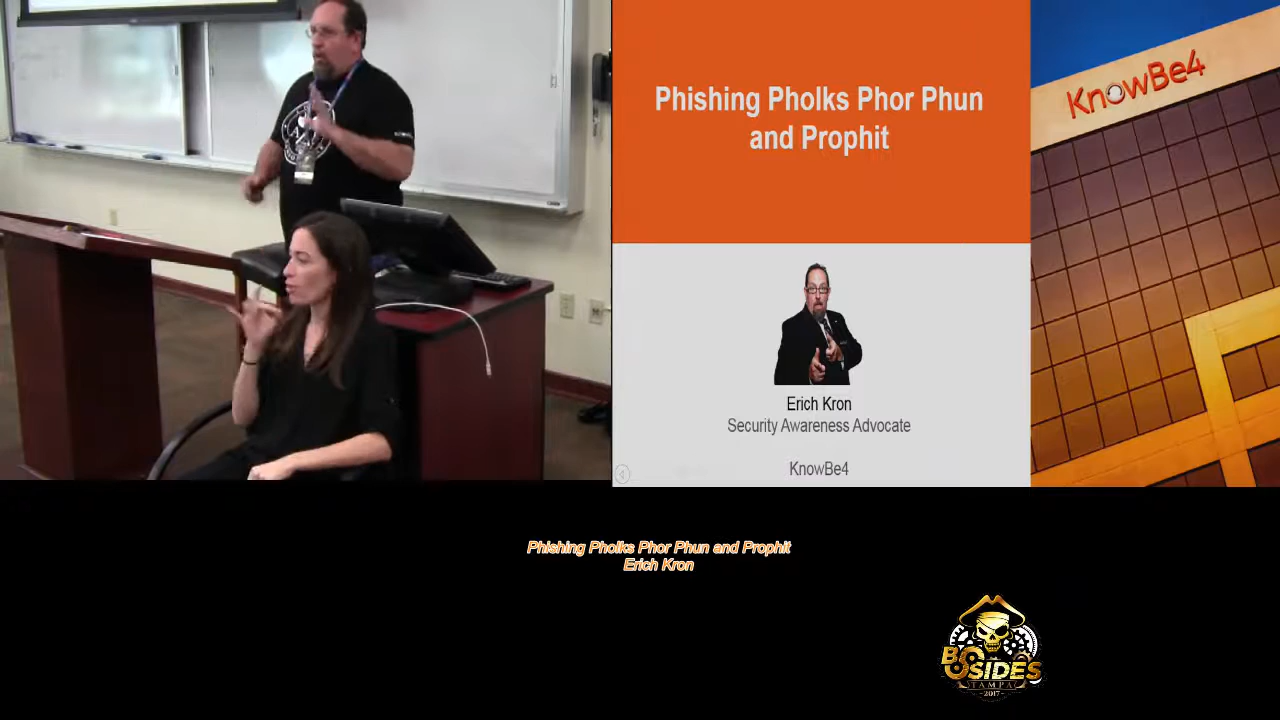 Phishing Pholks Phor Phun
and Prophit
KnowBe4
Erich Kron
Security Awareness Advocate
KnowBe4
Phishing Pholks Phor Phun and Prophit
Erich Kron
BSIDES
TAMPA
-2017-